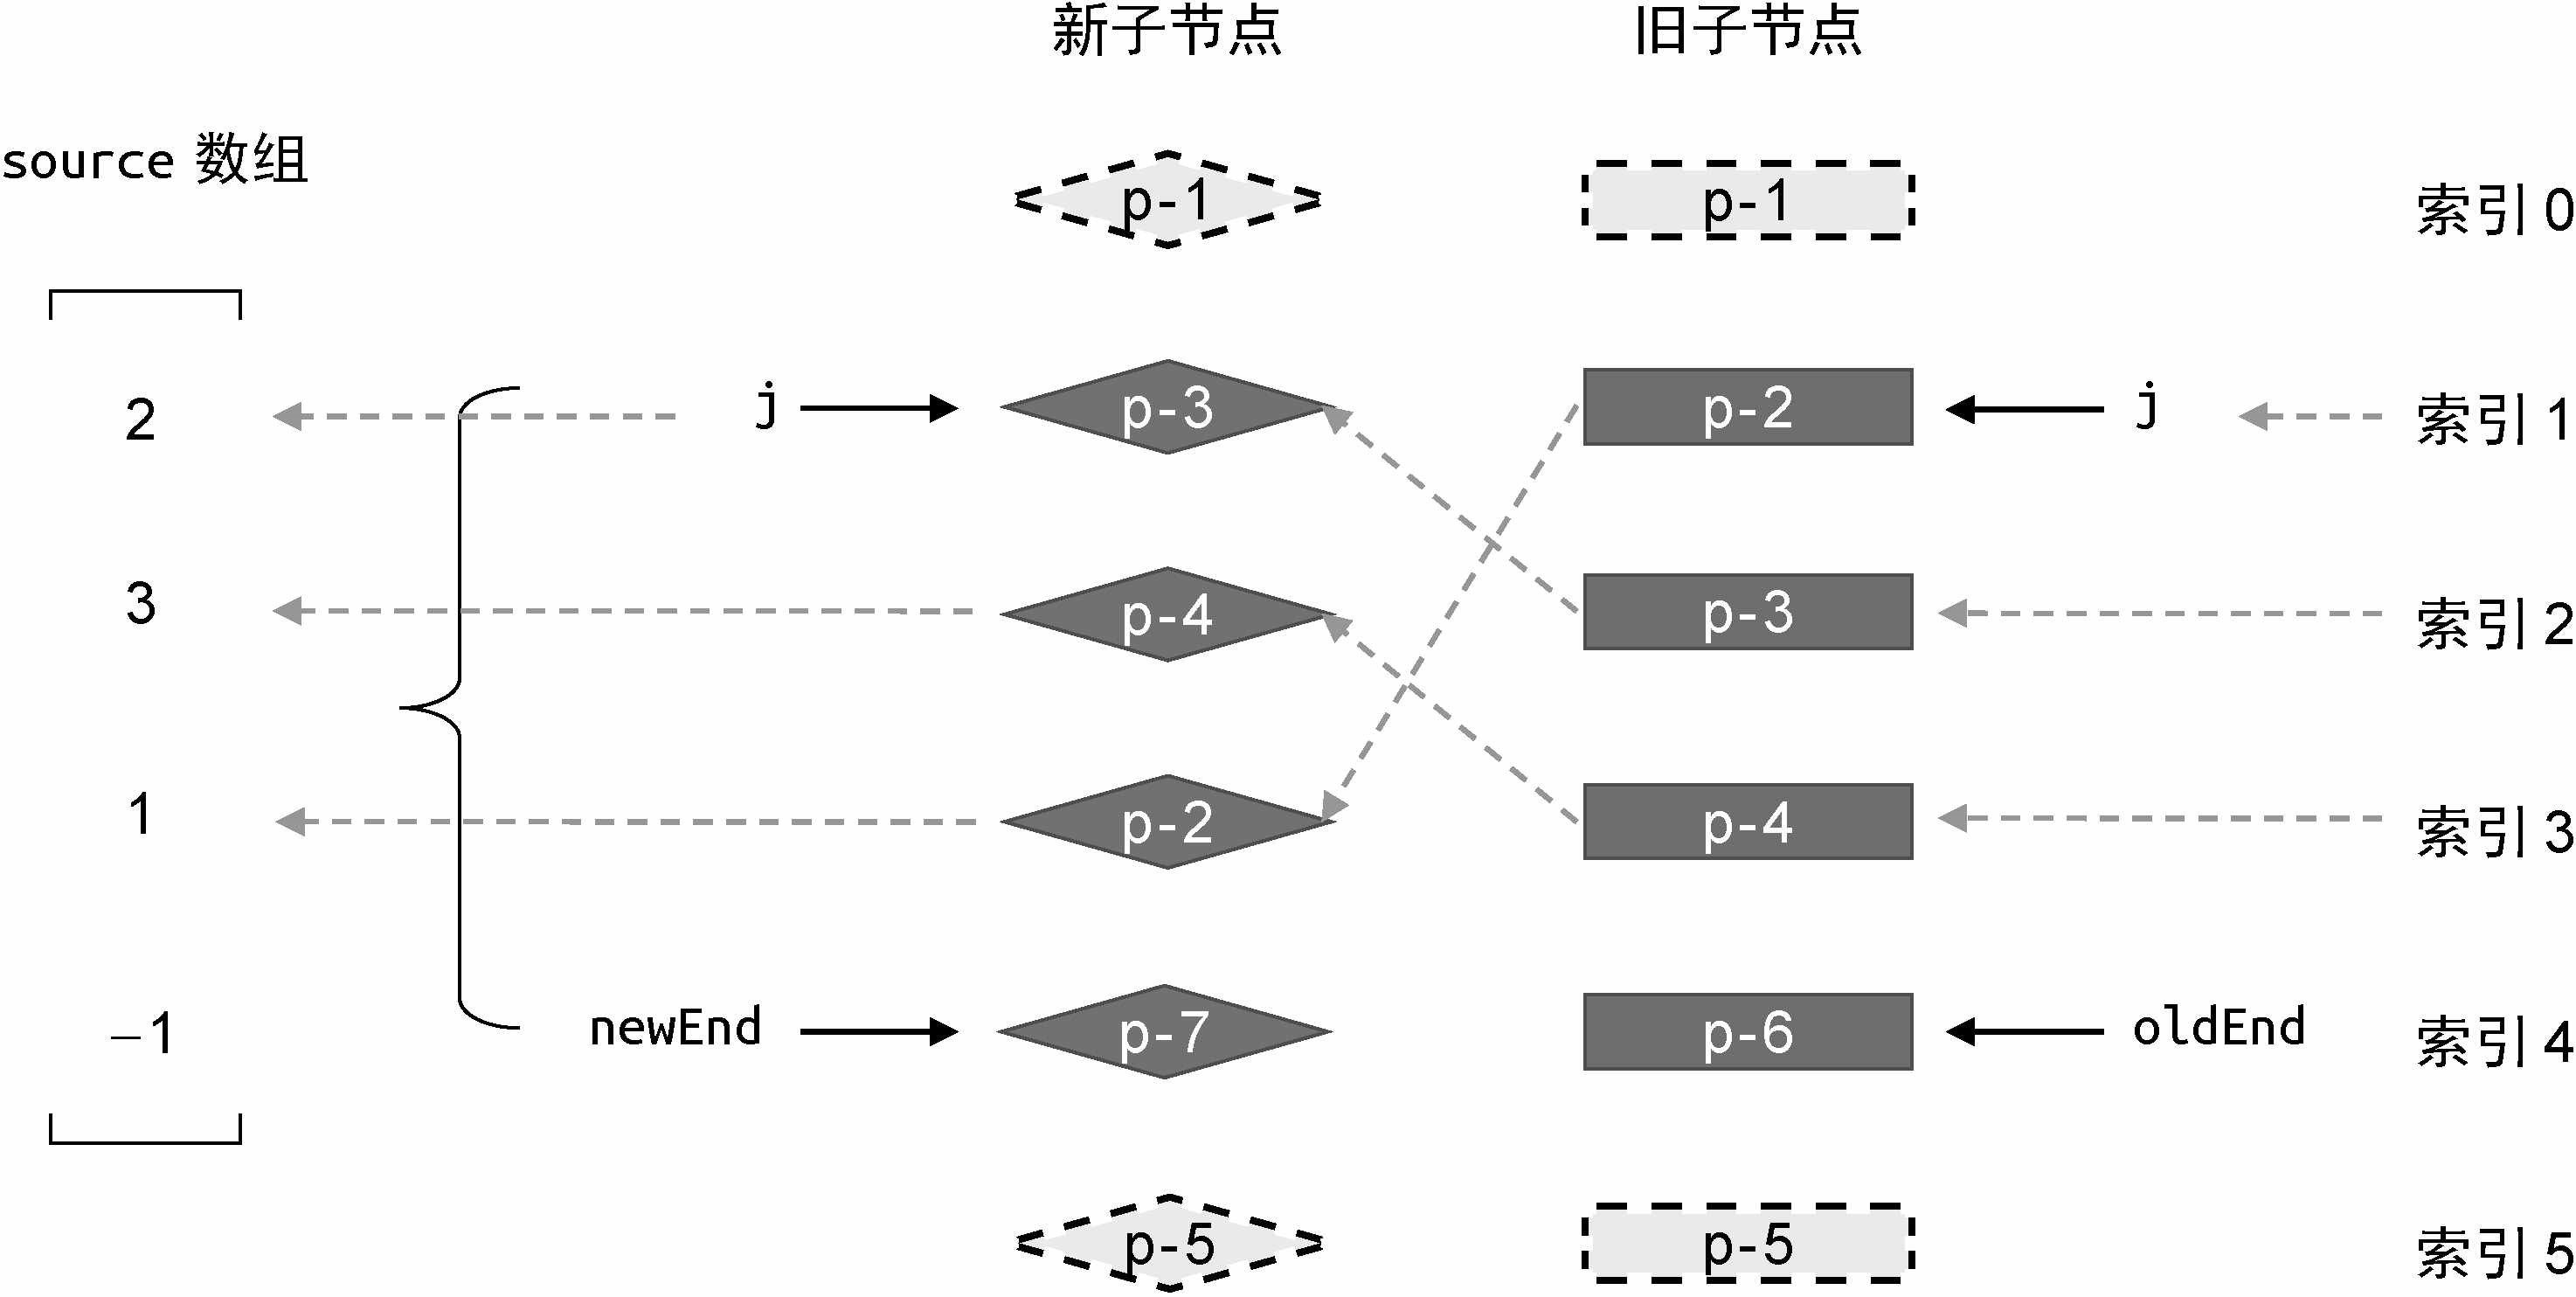 新子节点 旧子节点
source 数组
p-1 p-1 索引 0
2 j p-3 p-2 j 索引 1
3 p-4 p-3 索引 2
1 p-2 p-4 索引 3
−1 newEnd p-7 p-6 oldEnd 索引 4
p-5 p-5 索引 5